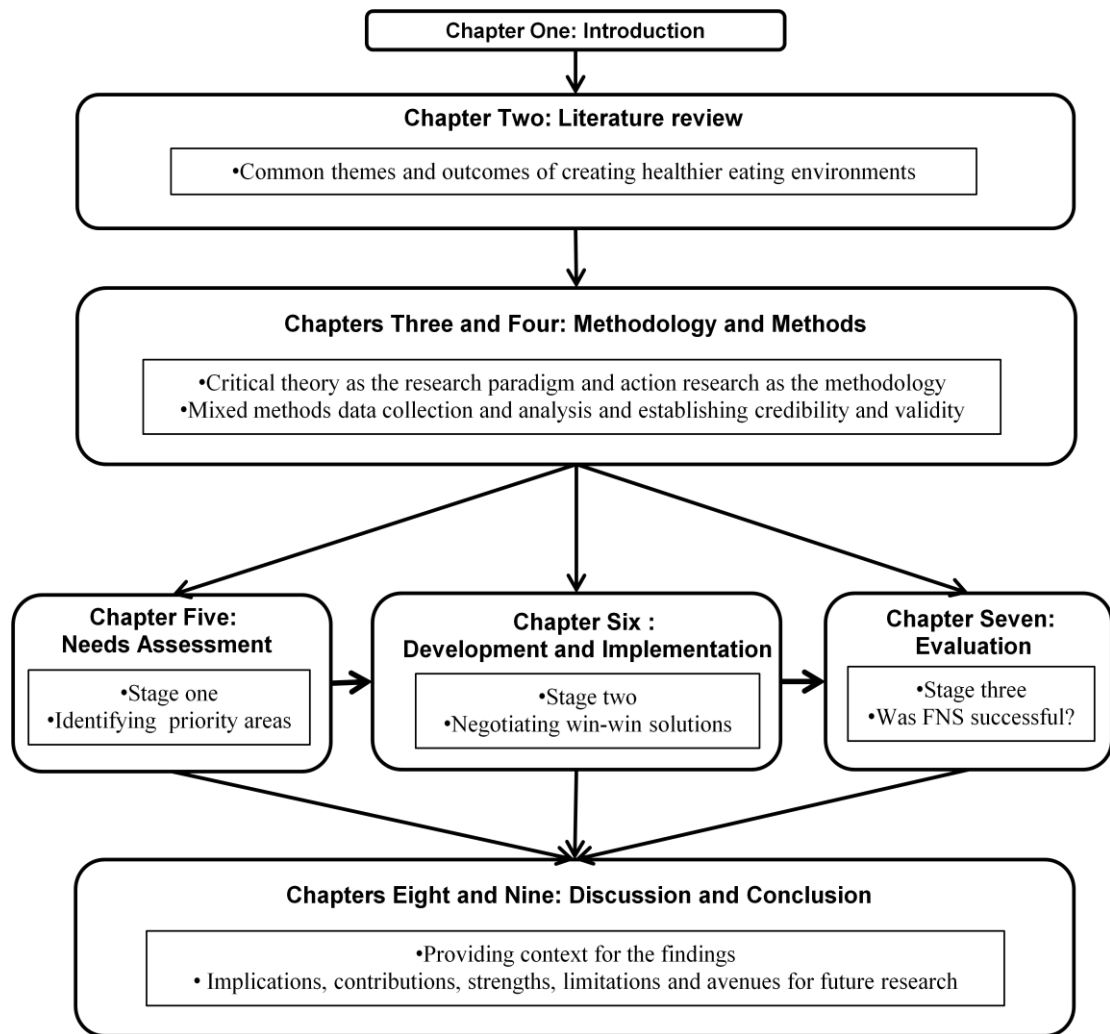 Chapter One: Introduction
Chapter Two: Literature review
•Common themes and outcomes of creating healthier eating environments
Chapters Three and Four: Methodology and Methods
•Critical theory as the research paradigm and action research as the methodology
•Mixed methods data collection and analysis and establishing credibility and validity
Chapter Five:
Needs Assessment
•Stage one
•Identifying priority areas
Chapter Six :
Development and Implementation
•Stage two
•Negotiating win-win solutions
Chapter Seven:
Evaluation
•Stage three
•Was FNS successful?
Chapters Eight and Nine: Discussion and Conclusion
•Providing context for the findings
• Implications, contributions, strengths, limitations and avenues for future research